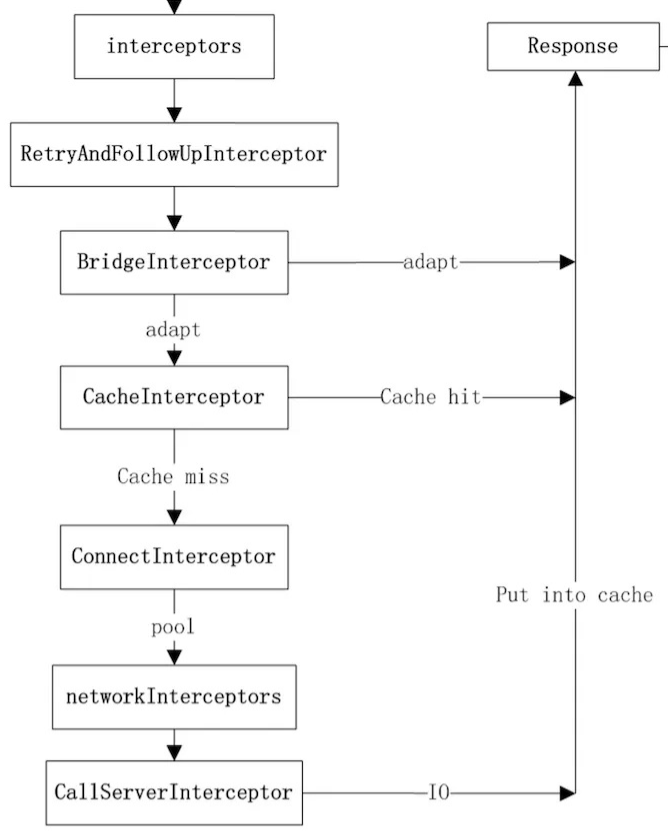 interceptors
Response
RetryAndFollowUpInterceptor
BridgeInterceptor
adapt
adapt
CacheInterceptor
Cache hit
Cache miss
ConnectInterceptor
Put into cache
pool
networkInterceptors
CallServerInterceptor
IO